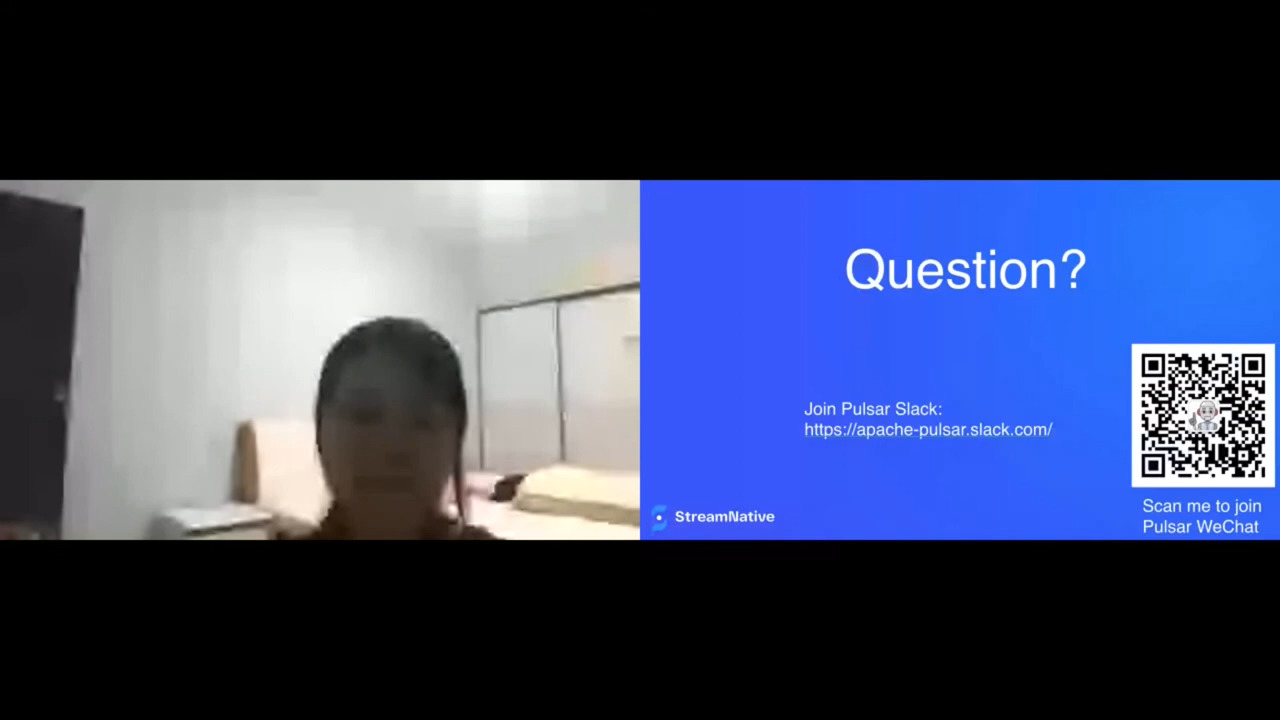 Question?
Join Pulsar Slack:
https://apache-pulsar.slack.com/
StreamNative
Scan me to join
Pulsar WeChat